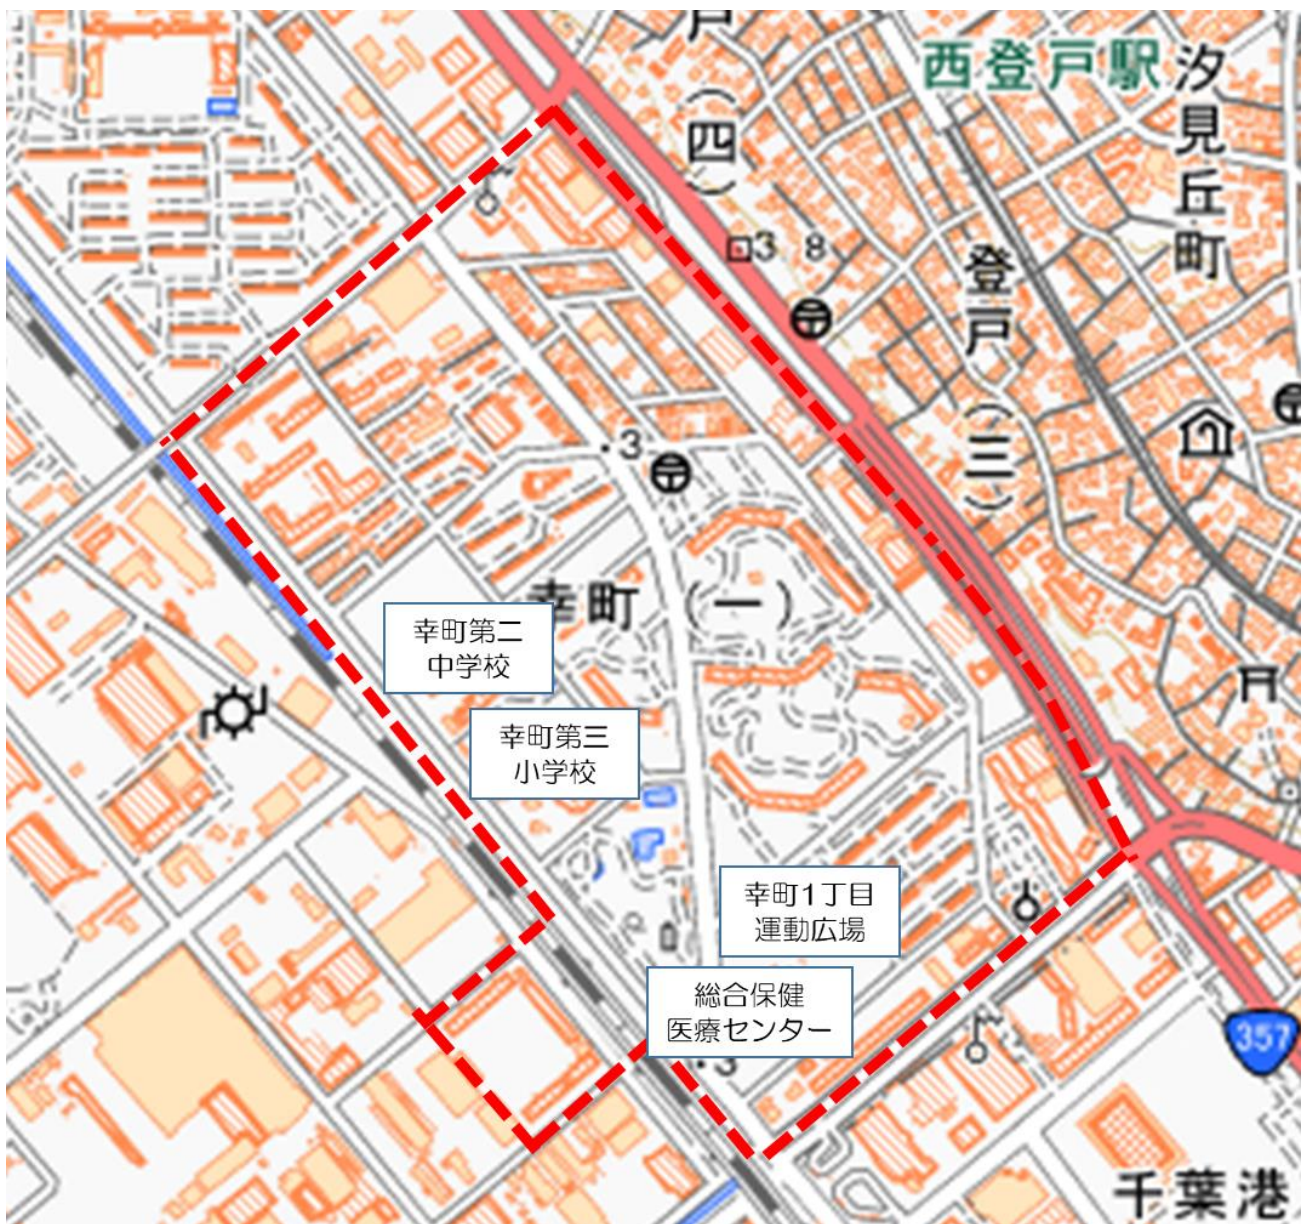 戸(四)
西登戸駅
汐見丘町
3 8
登戸(三)
・3
幸町(一)
幸町第二
中学校
幸町第三
小学校
幸町1丁目
運動広場
総合保健
医療センター
・3
357
千葉港